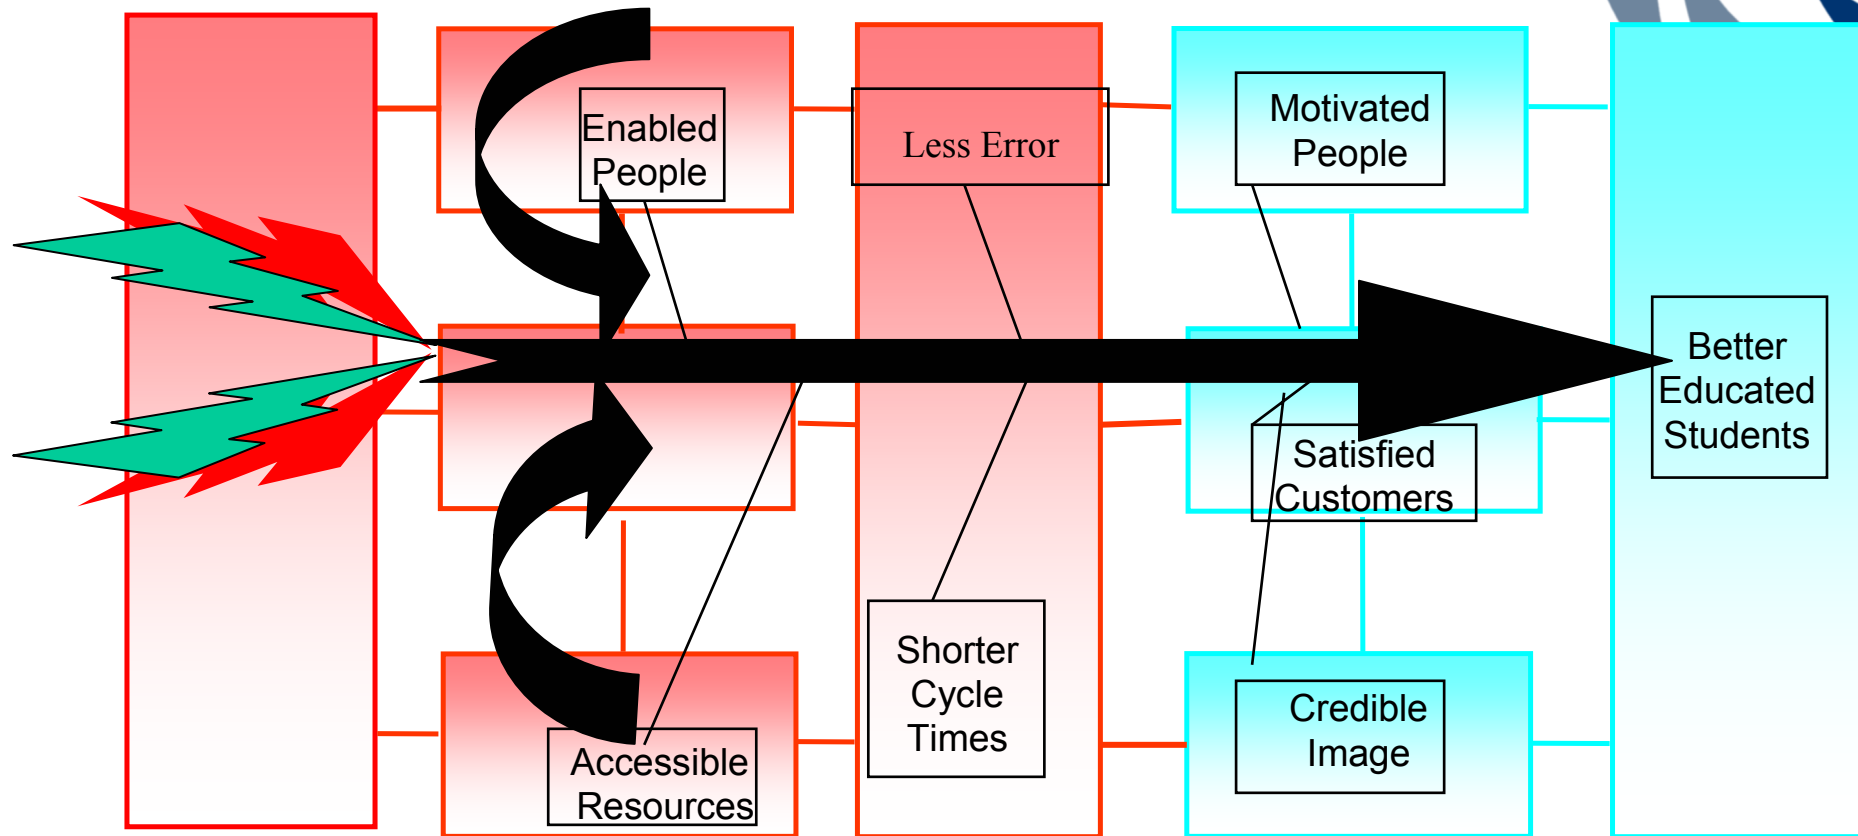 Enabled
People
Less Error
Motivated
People
Better
Educated
Students
Satisfied
Customers
Shorter
Cycle
Times
Accessible
Resources
Credible
Image